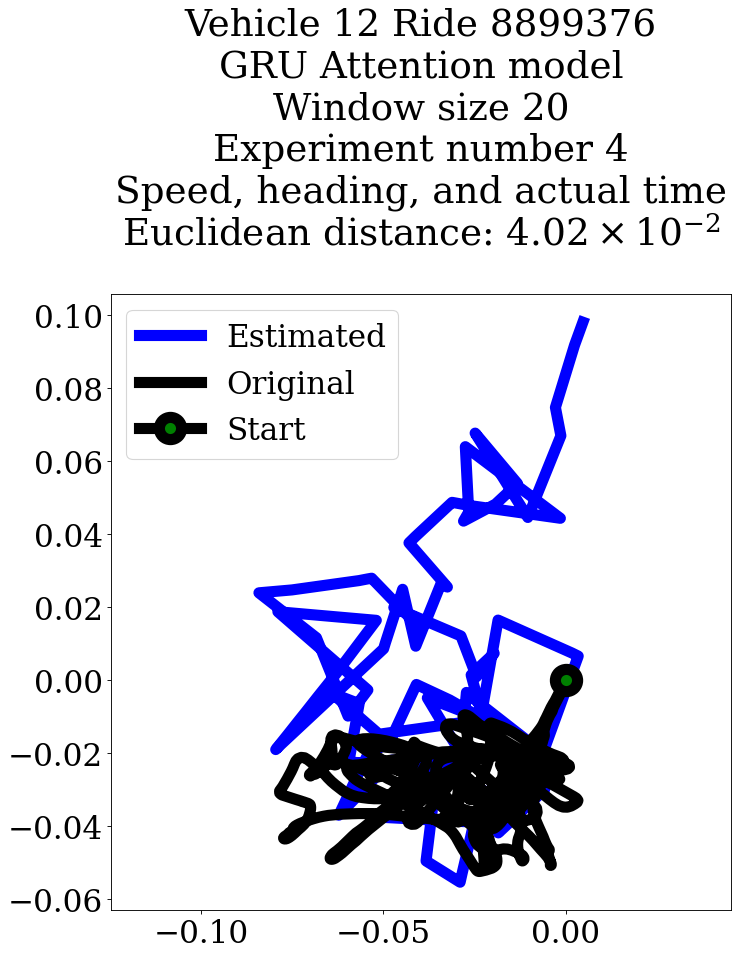 Vehicle 12 Ride 8899376
GRU Attention model
Window size 20
Experiment number 4
Speed, heading, and actual time
Euclidean distance: 4.02 × 10⁻²
Estimated
Original
Start
0.10
0.08
0.06
0.04
0.02
0.00
−0.02
−0.04
−0.06
−0.10
−0.05
0.00